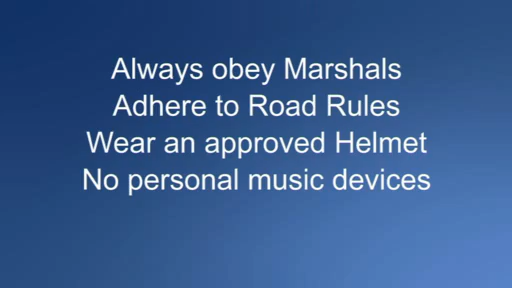 Always obey Marshals
Adhere to Road Rules
Wear an approved Helmet
No personal music devices